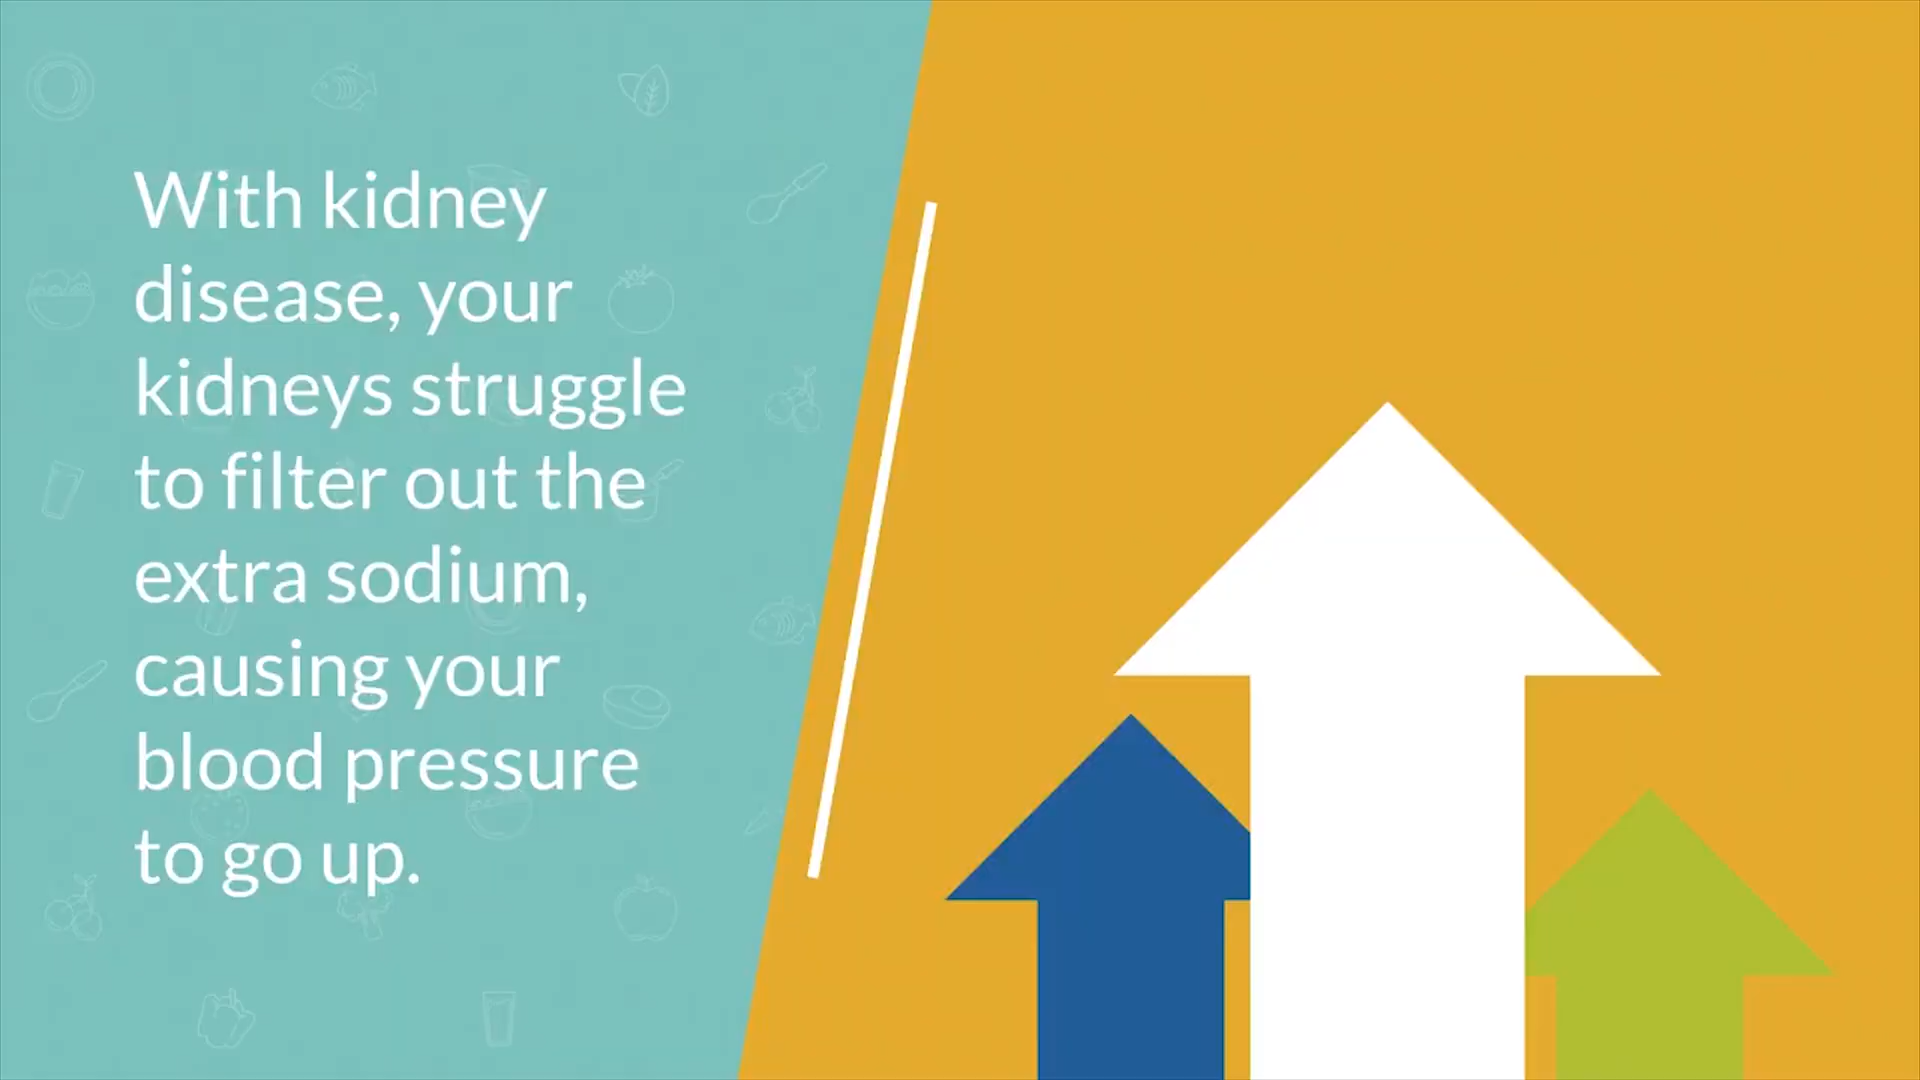 With kidney
disease, your
kidneys struggle
to filter out the
extra sodium,
causing your
blood pressure
to go up.